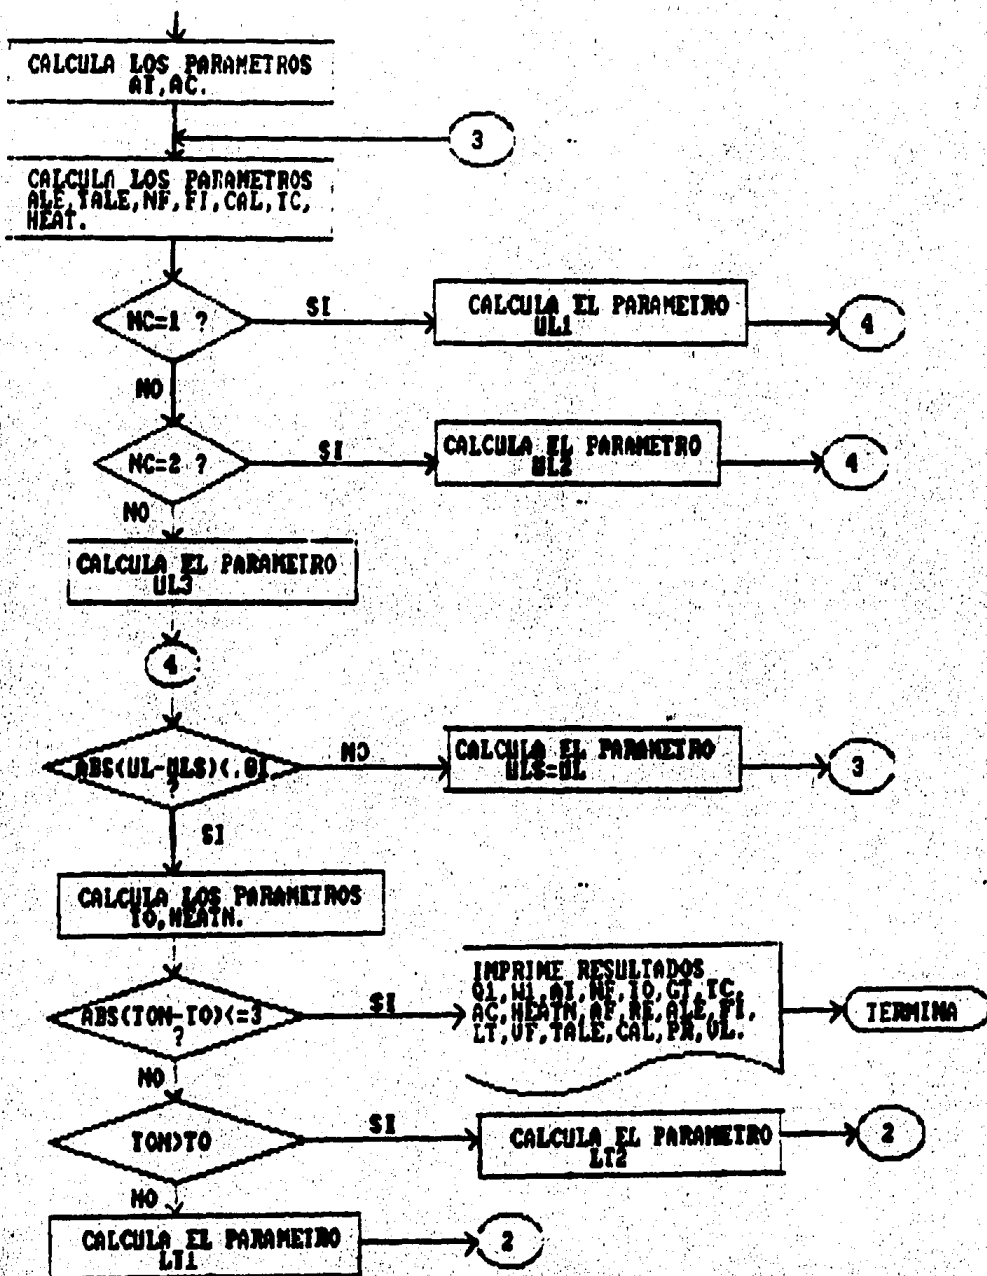 CALCULA LOS PARAMETROS
AT,AC.
3
CALCULA LOS PARAMETROS
ALE,TALE,NF,FI,CAL,TC,
HEAT.
NC=1 ?
SI
CALCULA EL PARAMETRO
UL1
4
NO
NC=2 ?
SI
CALCULA EL PARAMETRO
UL2
4
NO
CALCULA EL PARAMETRO
UL3
4
ABS(UL-ULS)<.01
?
NO
CALCULA EL PARAMETRO
ULS=UL
3
SI
CALCULA LOS PARAMETROS
TO,HEATN.
ABS(TON-TO)<=3
?
SI
IMPRIME RESULTADOS
Q1,W1,AT,NF,TO,GT,TC,
AC,HEATN,AF,RE,ALE,FI,
LT,VF,TALE,CAL,PR,UL.
TERMINA
NO
TON>TO
SI
CALCULA EL PARAMETRO
LT2
2
NO
CALCULA EL PARAMETRO
LT1
2